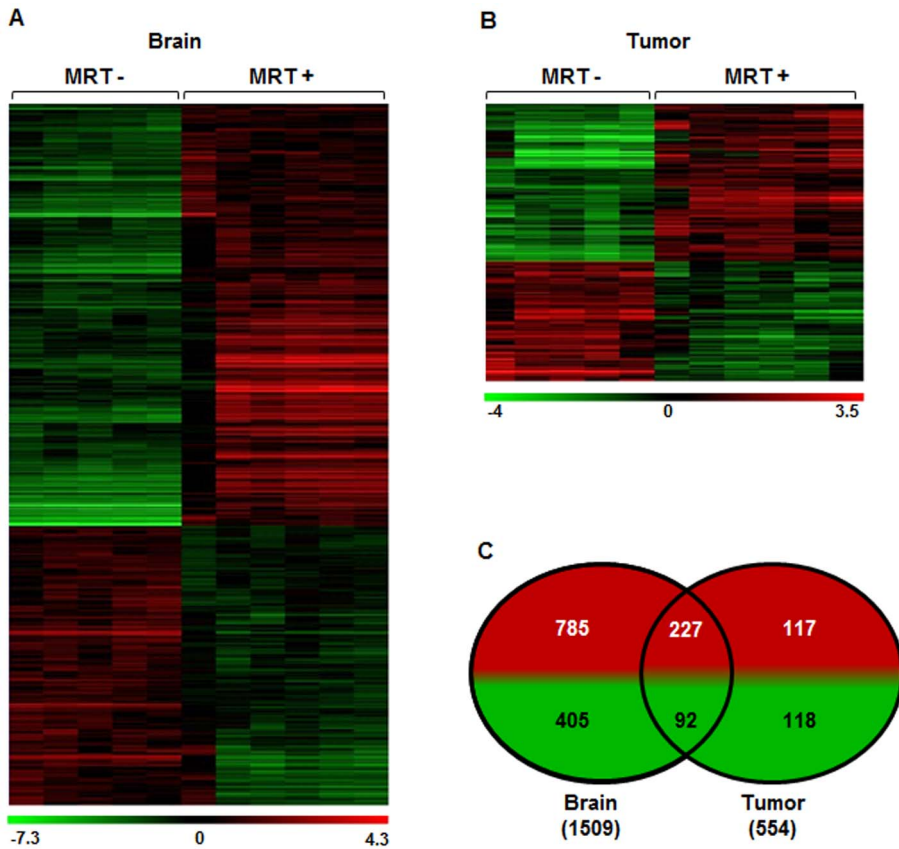 A
Brain
MRT - MRT +
-7.3 0 4.3
B
Tumor
MRT - MRT +
-4 0 3.5
C
785 227 117
405 92 118
Brain Tumor
(1509) (554)